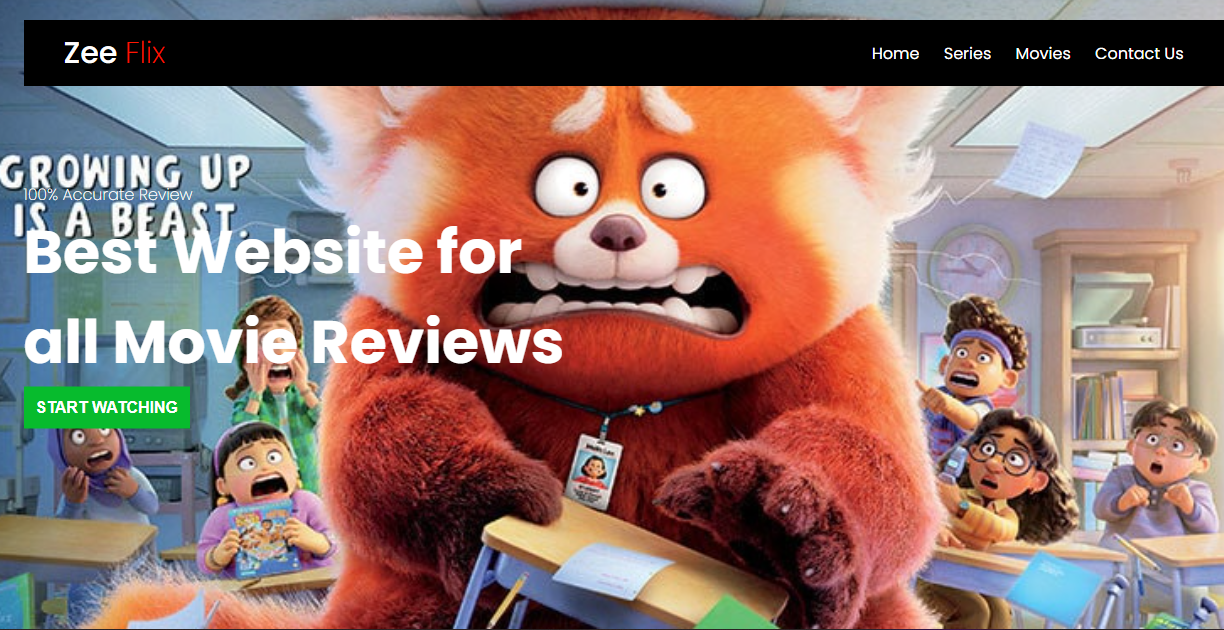 Zee Flix
Home Series Movies Contact Us
GROWING UP
100% Accurate Review
IS A BEAST.
Best Website for
all Movie Reviews
START WATCHING